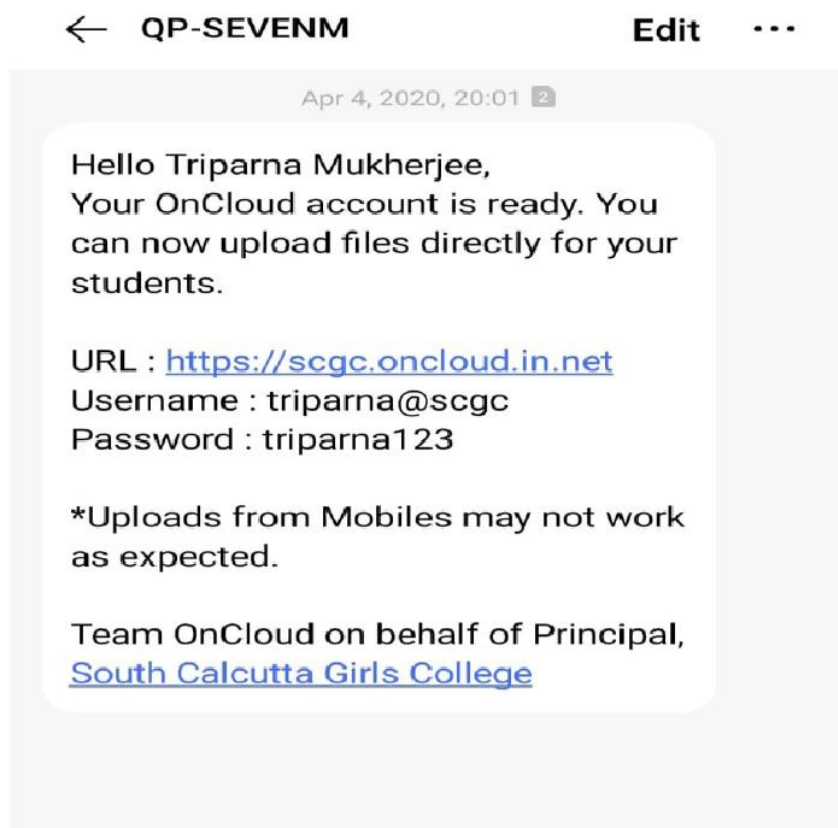 ← QP-SEVENM Edit ...
Apr 4, 2020, 20:01 2
Hello Triparna Mukherjee,
Your OnCloud account is ready. You
can now upload files directly for your
students.
URL : https://scgc.oncloud.in.net
Username : triparna@scgc
Password : triparna123
*Uploads from Mobiles may not work
as expected.
Team OnCloud on behalf of Principal,
South Calcutta Girls College